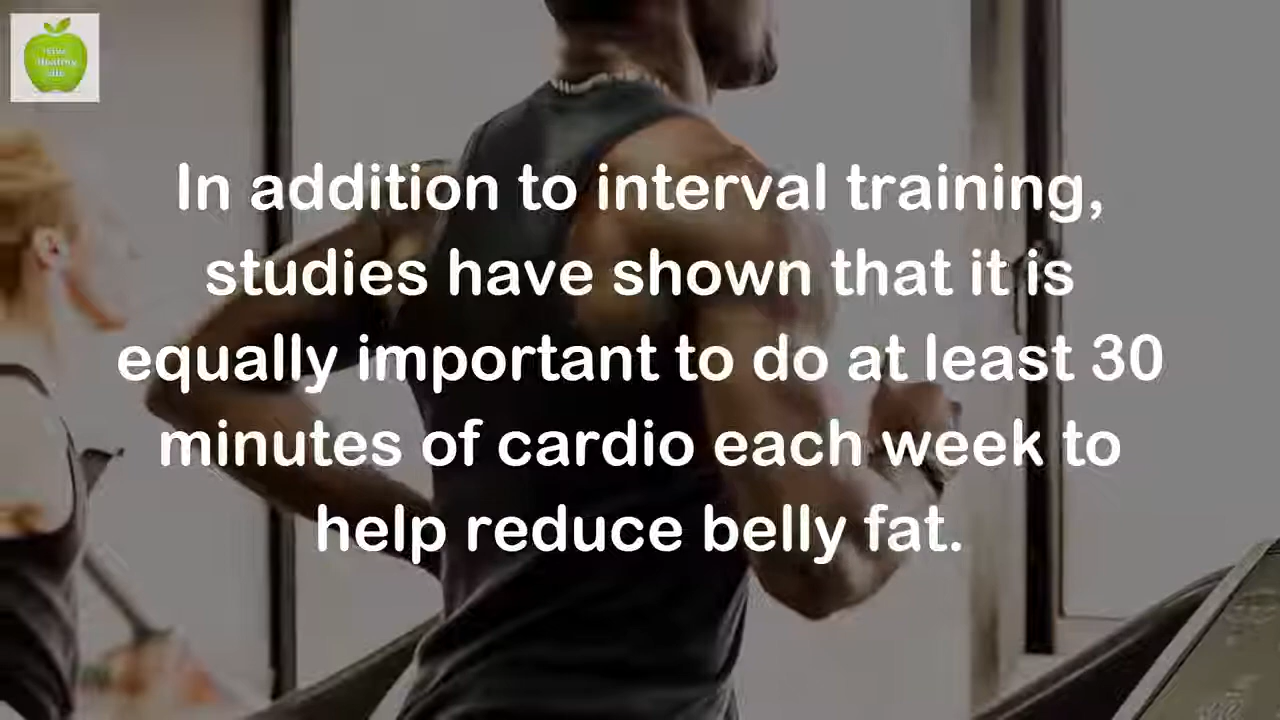 In addition to interval training,
studies have shown that it is
equally important to do at least 30
minutes of cardio each week to
help reduce belly fat.